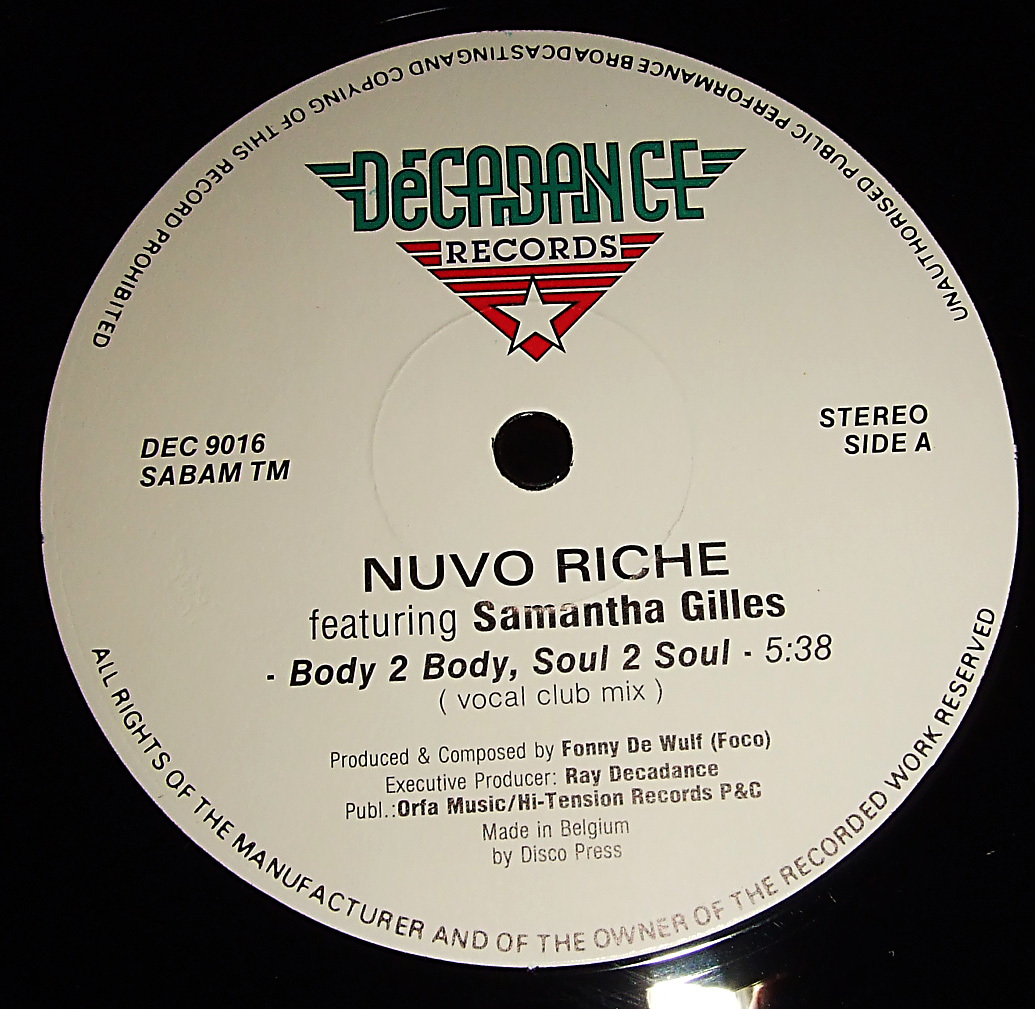 UNAUTHORISED PUBLIC PERFORMANCE BROADCASTING AND COPYING OF THIS RECORD PROHIBITED
DéCADANCE
RECORDS
DEC 9016
SABAM TM
STEREO
SIDE A
NUVO RICHE
featuring Samantha Gilles
- Body 2 Body, Soul 2 Soul - 5:38
( vocal club mix )
Produced & Composed by Fonny De Wulf (Foco)
Executive Producer: Ray Decadance
Publ.:Orfa Music/Hi-Tension Records P&C
Made in Belgium
by Disco Press
ALL RIGHTS OF THE MANUFACTURER AND OF THE OWNER OF THE RECORDED WORK RESERVED